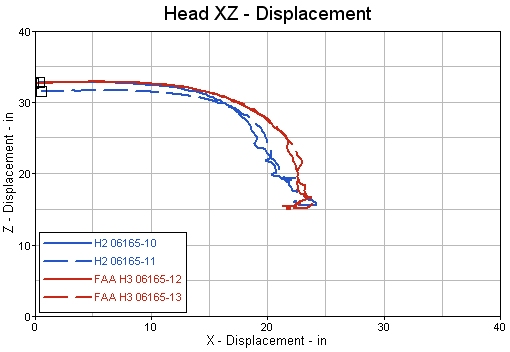 Head XZ - Displacement
Z - Displacement - in
40
30
20
10
0
H2 06165-10
H2 06165-11
FAA H3 06165-12
FAA H3 06165-13
0 10 20 30 40
X - Displacement - in